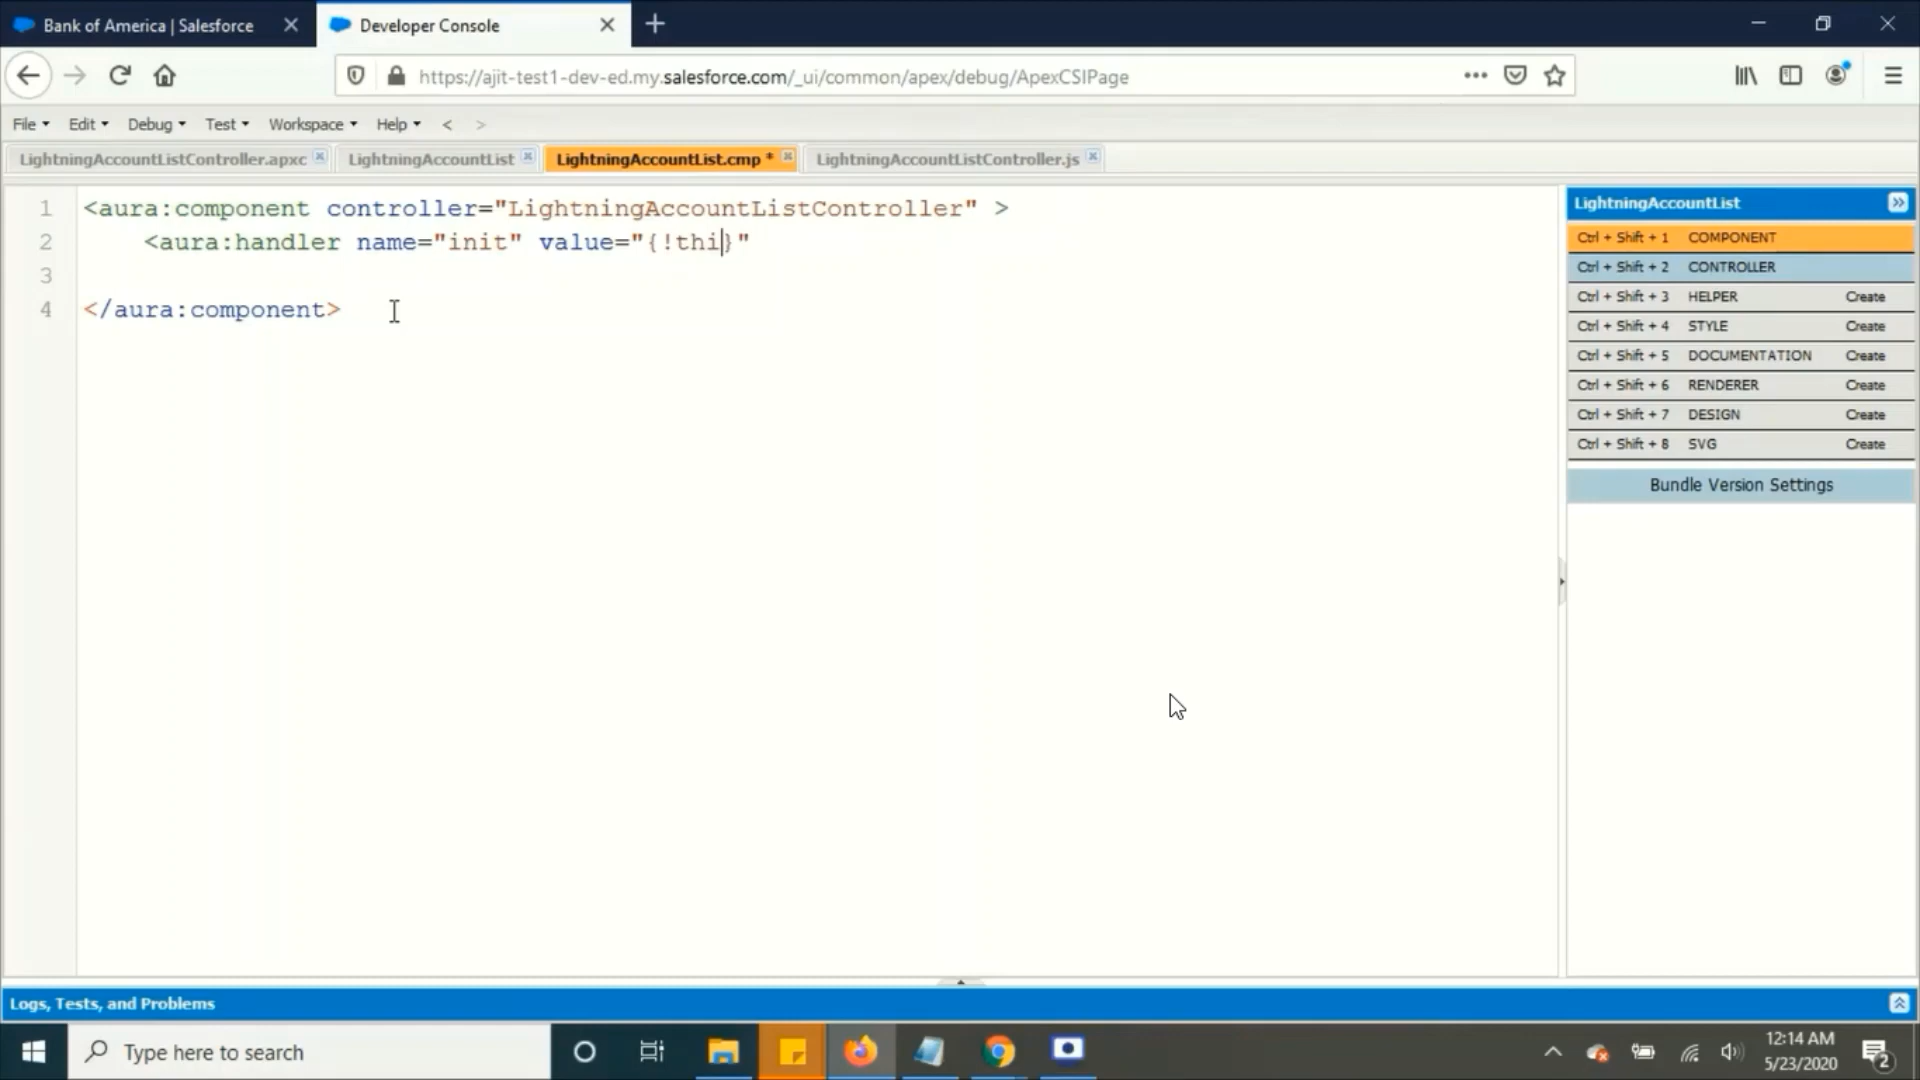 Bank of America | Salesforce
Developer Console
https://ajit-test1-dev-ed.my.salesforce.com/_ui/common/apex/debug/ApexCSIPage
File Edit Debug Test Workspace Help < >
LightningAccountListController.apxc LightningAccountList LightningAccountList.cmp * LightningAccountListController.js
1 <aura:component controller="LightningAccountListController" >
2 <aura:handler name="init" value="{!thi}"
3
4 </aura:component>
LightningAccountList
Ctrl + Shift + 1 COMPONENT
Ctrl + Shift + 2 CONTROLLER
Ctrl + Shift + 3 HELPER Create
Ctrl + Shift + 4 STYLE Create
Ctrl + Shift + 5 DOCUMENTATION Create
Ctrl + Shift + 6 RENDERER Create
Ctrl + Shift + 7 DESIGN Create
Ctrl + Shift + 8 SVG Create
Bundle Version Settings
Logs, Tests, and Problems
Type here to search
12:14 AM
5/23/2020
2